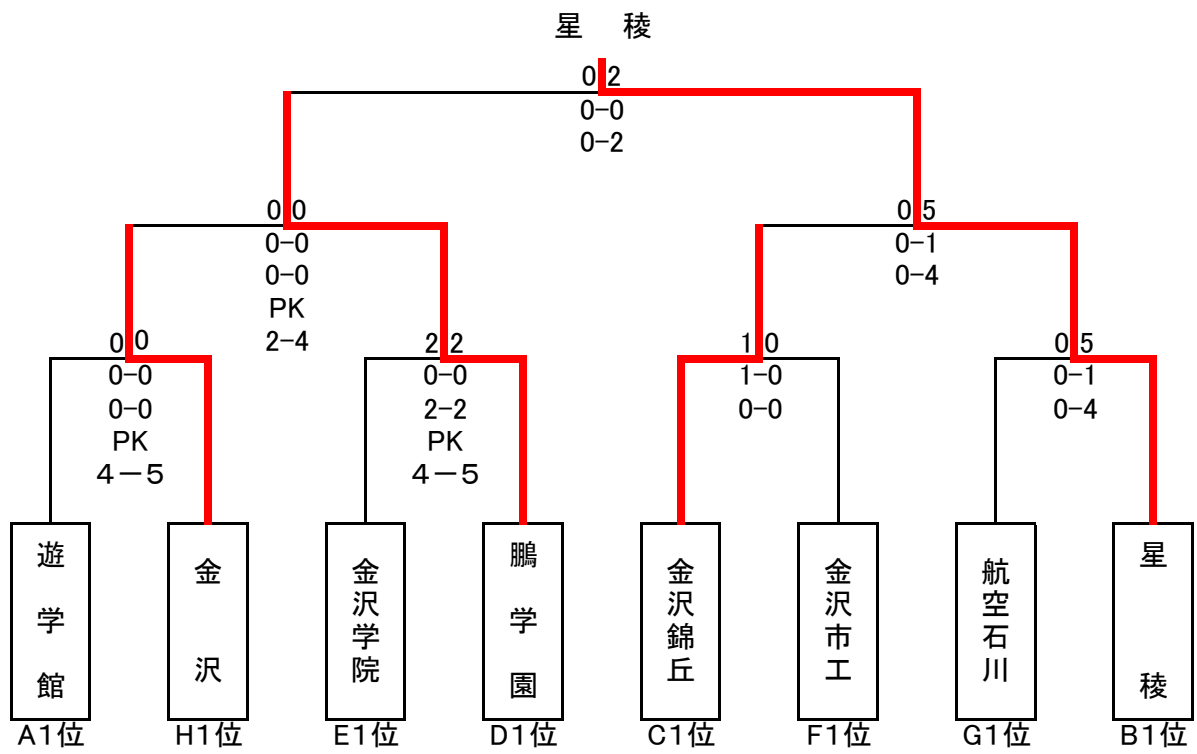 星 稜
0 2
0-0
0-2
0 0
0-0
0-0
PK
2-4
0 5
0-1
0-4
0 0
0-0
0-0
PK
４－５
2 2
0-0
2-2
PK
４－５
1 0
1-0
0-0
0 5
0-1
0-4
遊学館
金沢
金沢学院
鵬学園
金沢錦丘
金沢市工
航空石川
星稜
A1位
H1位
E1位
D1位
C1位
F1位
G1位
B1位